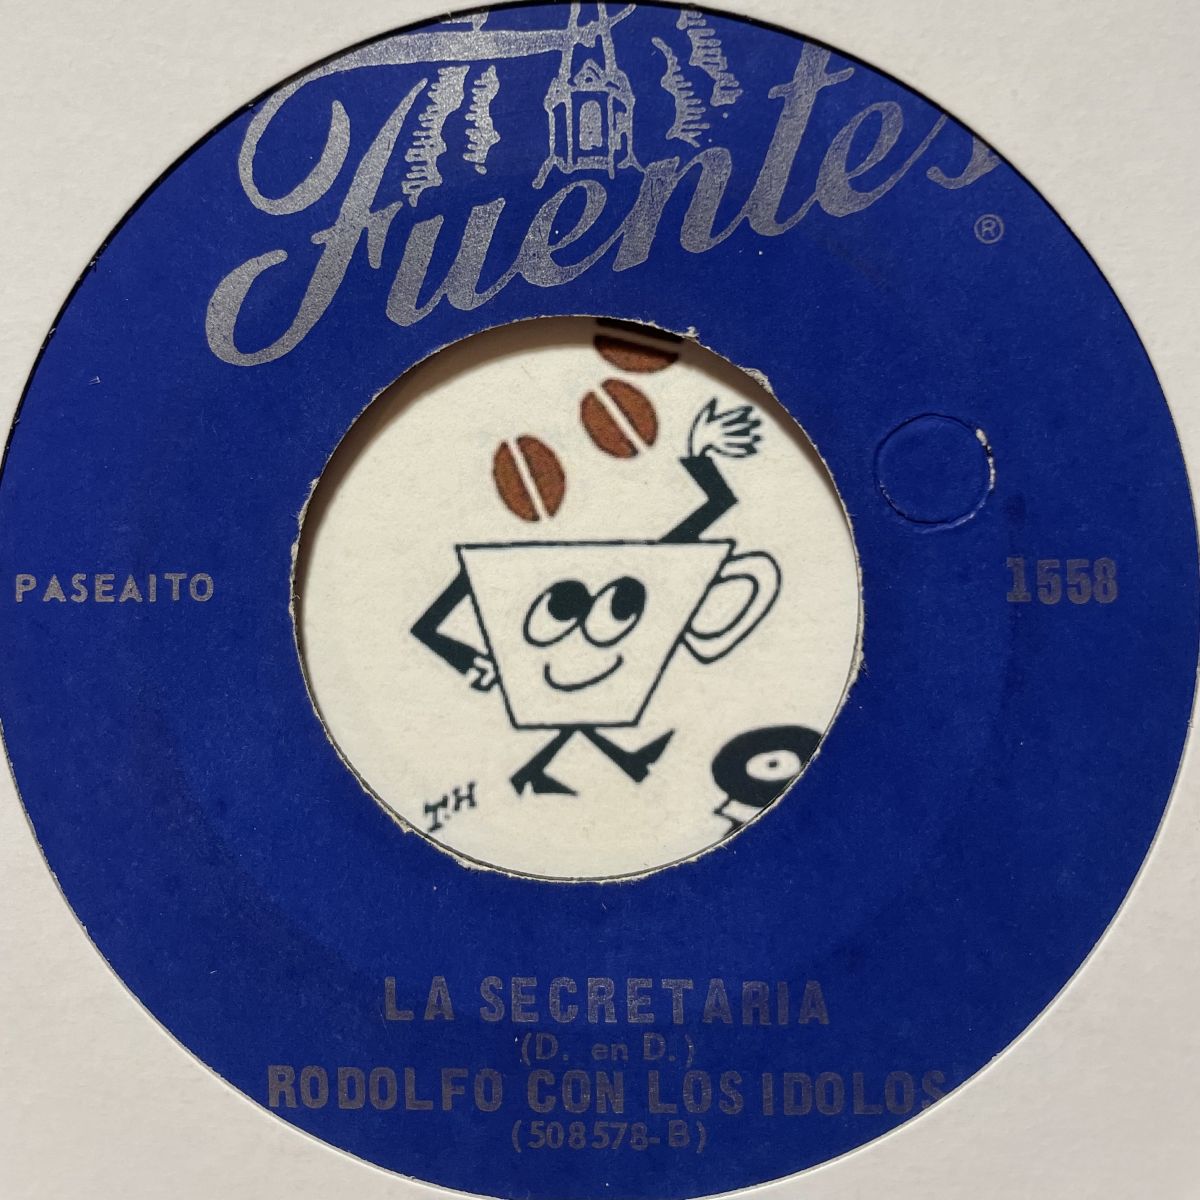 Fuentes
®
PASEAITO
1558
T.H
LA SECRETARIA
(D. en D.)
RODOLFO CON LOS IDOLOS
(508578-B)